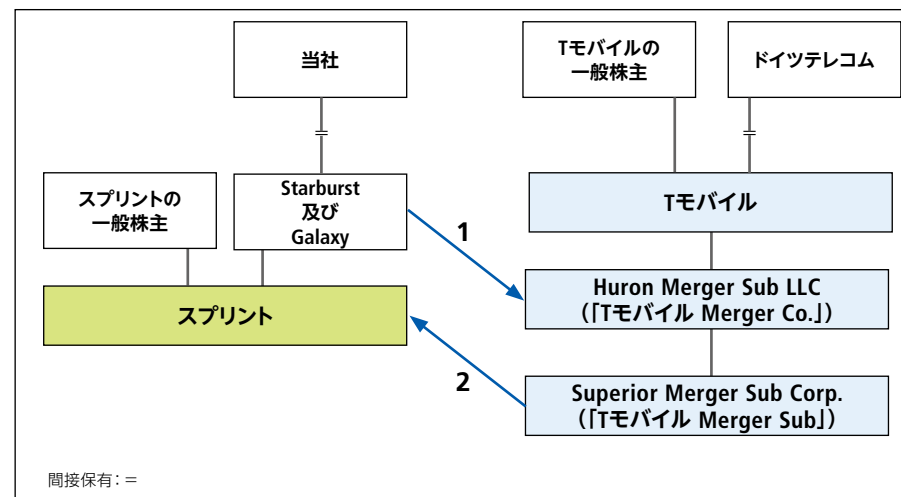 当社
Tモバイルの
一般株主
ドイツテレコム
スプリントの
一般株主
Starburst
及び
Galaxy
Tモバイル
1
Huron Merger Sub LLC
（「Tモバイル Merger Co.」）
スプリント
2
Superior Merger Sub Corp.
（「Tモバイル Merger Sub」）
間接保有：＝